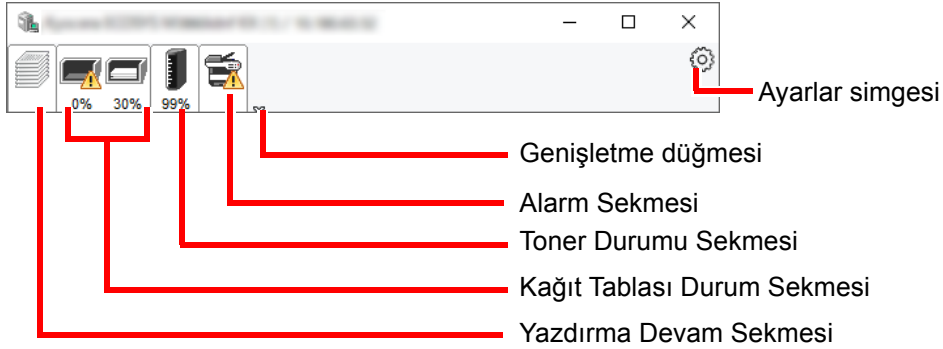 0% 30% 99%
Ayarlar simgesi
Genişletme düğmesi
Alarm Sekmesi
Toner Durumu Sekmesi
Kağıt Tablası Durum Sekmesi
Yazdırma Devam Sekmesi